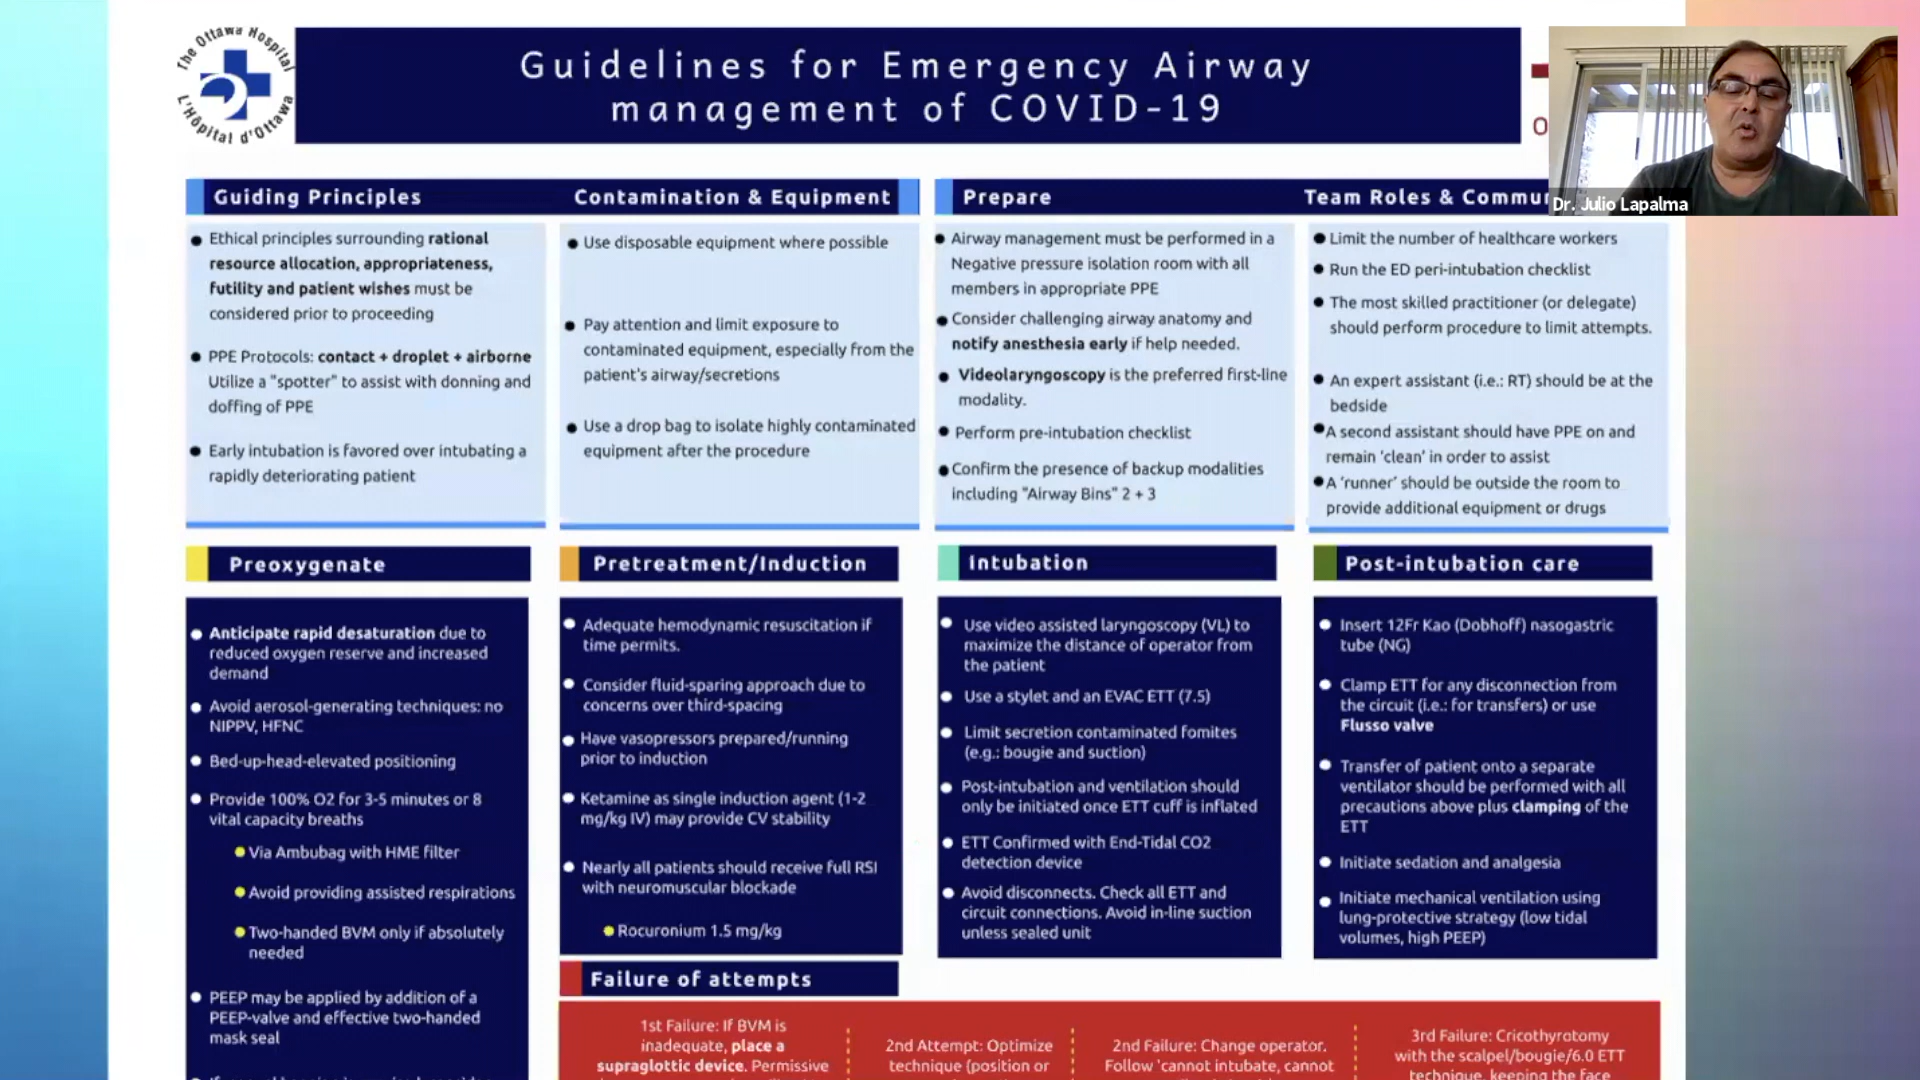 The Ottawa Hospital
L'Hôpital d'Ottawa
Guidelines for Emergency Airway
management of COVID-19
Dr. Julio Lapalma
Guiding Principles
Ethical principles surrounding rational
resource allocation, appropriateness,
futility and patient wishes must be
considered prior to proceeding
PPE Protocols: contact + droplet + airborne
Utilize a "spotter" to assist with donning and
doffing of PPE
Early intubation is favored over intubating a
rapidly deteriorating patient
Contamination & Equipment
Use disposable equipment where possible
Pay attention and limit exposure to
contaminated equipment, especially from the
patient's airway/secretions
Use a drop bag to isolate highly contaminated
equipment after the procedure
Prepare
Airway management must be performed in a
Negative pressure isolation room with all
members in appropriate PPE
Consider challenging airway anatomy and
notify anesthesia early if help needed.
Videolaryngoscopy is the preferred first-line
modality.
Perform pre-intubation checklist
Confirm the presence of backup modalities
including "Airway Bins" 2 + 3
Team Roles & Commu
Limit the number of healthcare workers
Run the ED peri-intubation checklist
The most skilled practitioner (or delegate)
should perform procedure to limit attempts.
An expert assistant (i.e.: RT) should be at the
bedside
A second assistant should have PPE on and
remain 'clean' in order to assist
A 'runner' should be outside the room to
provide additional equipment or drugs
Preoxygenate
Anticipate rapid desaturation due to
reduced oxygen reserve and increased
demand
Avoid aerosol-generating techniques: no
NIPPV, HFNC
Bed-up-head-elevated positioning
Provide 100% O2 for 3-5 minutes or 8
vital capacity breaths
Via Ambubag with HME filter
Avoid providing assisted respirations
Two-handed BVM only if absolutely
needed
PEEP may be applied by addition of a
PEEP-valve and effective two-handed
mask seal
Pretreatment/Induction
Adequate hemodynamic resuscitation if
time permits.
Consider fluid-sparing approach due to
concerns over third-spacing
Have vasopressors prepared/running
prior to induction
Ketamine as single induction agent (1-2
mg/kg IV) may provide CV stability
Nearly all patients should receive full RSI
with neuromuscular blockade
Rocuronium 1.5 mg/kg
Intubation
Use video assisted laryngoscopy (VL) to
maximize the distance of operator from
the patient
Use a stylet and an EVAC ETT (7.5)
Limit secretion contaminated fomites
(e.g.: bougie and suction)
Post-intubation and ventilation should
only be initiated once ETT cuff is inflated
ETT Confirmed with End-Tidal CO2
detection device
Avoid disconnects. Check all ETT and
circuit connections. Avoid in-line suction
unless sealed unit
Post-intubation care
Insert 12Fr Kao (Dobhoff) nasogastric
tube (NG)
Clamp ETT for any disconnection from
the circuit (i.e.: for transfers) or use
Flusso valve
Transfer of patient onto a separate
ventilator should be performed with all
precautions above plus clamping of the
ETT
Initiate sedation and analgesia
Initiate mechanical ventilation using
lung-protective strategy (low tidal
volumes, high PEEP)
Failure of attempts
1st Failure: If BVM is
inadequate, place a
supraglottic device. Permissive
2nd Attempt: Optimize
technique (position or
2nd Failure: Change operator.
Follow 'cannot intubate, cannot
3rd Failure: Cricothyrotomy
with the scalpel/bougie/6.0 ETT
technique, keeping the face